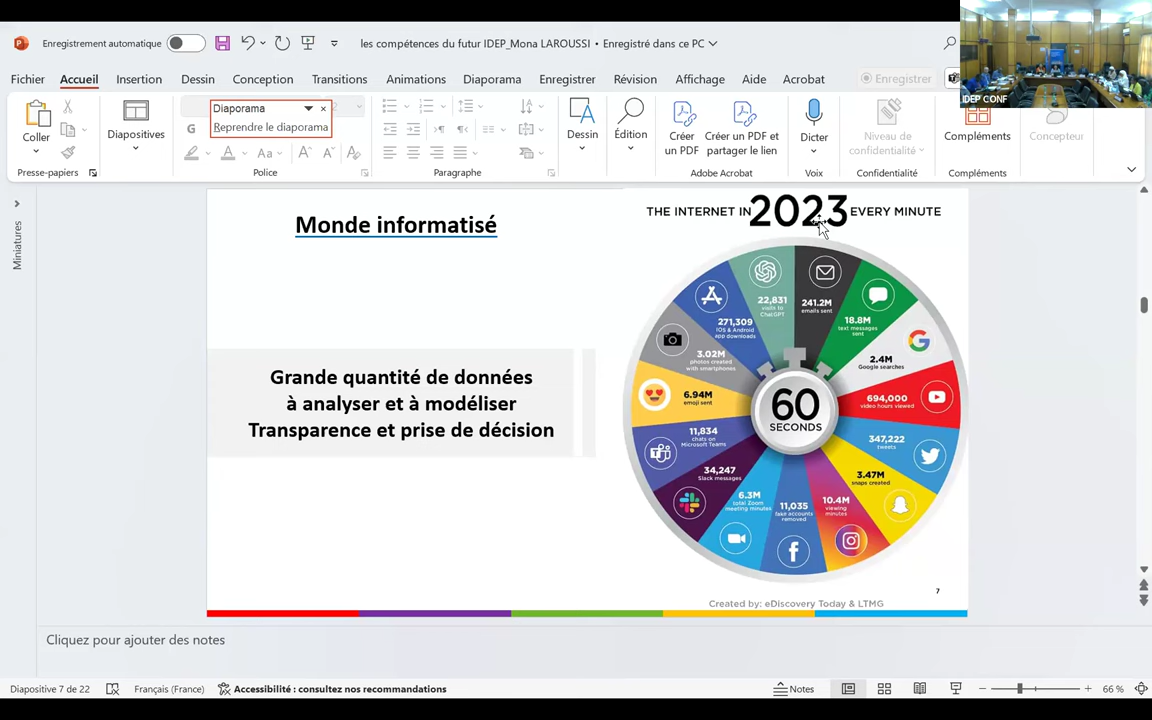 Enregistrement automatique
les compétences du futur IDEP_Mona LAROUSSI • Enregistré dans ce PC
IDEP CONF
Fichier Accueil Insertion Dessin Conception Transitions Animations Diaporama Enregistrer Révision Affichage Aide Acrobat Enregistrer
Diaporama
Reprendre le diaporama
G
Aa
Coller
Diapositives
Dessin
Édition
Créer un PDF
Créer un PDF et partager le lien
Dicter
Niveau de confidentialité
Compléments
Concepteur
Presse-papiers
Police
Paragraphe
Adobe Acrobat
Voix
Confidentialité
Compléments
Miniatures
Monde informatisé
Grande quantité de données
à analyser et à modéliser
Transparence et prise de décision
THE INTERNET IN 2023 EVERY MINUTE
241.2M
emails sent
18.8M
text messages
sent
2.4M
Google searches
694,000
video hours viewed
347,222
tweets
3.47M
snaps created
10.4M
viewing
minutes
11,035
fake accounts
removed
6.3M
total Zoom
meeting minutes
34,247
Slack messages
11,834
chats on
Microsoft Teams
6.94M
emoji sent
3.02M
photos created
with smartphones
271,309
IOS & Android
app downloads
22,831
visits to
ChatGPT
60
SECONDS
7
Created by: eDiscovery Today & LTMG
Cliquez pour ajouter des notes
Diapositive 7 de 22
Français (France)
Accessibilité : consultez nos recommandations
Notes
66 %